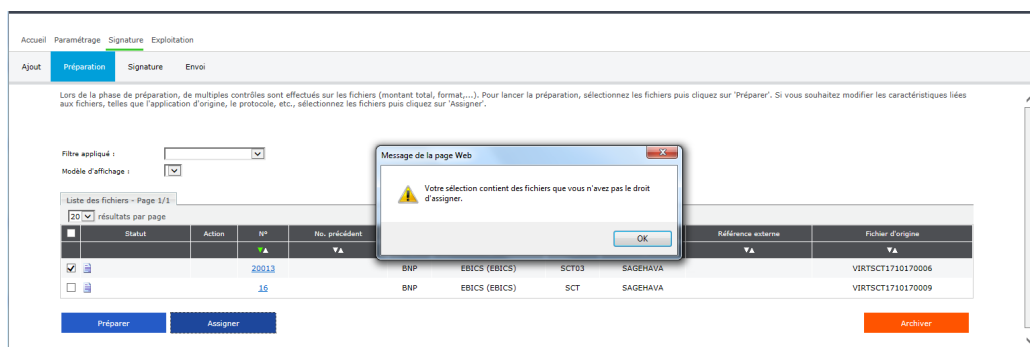 Accueil Paramétrage Signature Exploitation
Ajout Préparation Signature Envoi
Lors de la phase de préparation, de multiples contrôles sont effectués sur les fichiers (montant total, format,...). Pour lancer la préparation, sélectionnez les fichiers puis cliquez sur 'Préparer'. Si vous souhaitez modifier les caractéristiques liées
aux fichiers, telles que l'application d'origine, le protocole, etc., sélectionnez les fichiers puis cliquez sur 'Assigner'.
Filtre appliqué :
Modèle d'affichage :
Message de la page Web
Votre sélection contient des fichiers que vous n'avez pas le droit
d'assigner.
OK
Liste des fichiers – Page 1/1
20 résultats par page
Statut Action N° No. précédent Référence externe Fichier d'origine
20013 BNP EBICS (EBICS) SCT03 SAGEHAVA VIRTSCT1710170006
16 BNP EBICS (EBICS) SCT SAGEHAVA VIRTSCT1710170009
Préparer Assigner Archiver